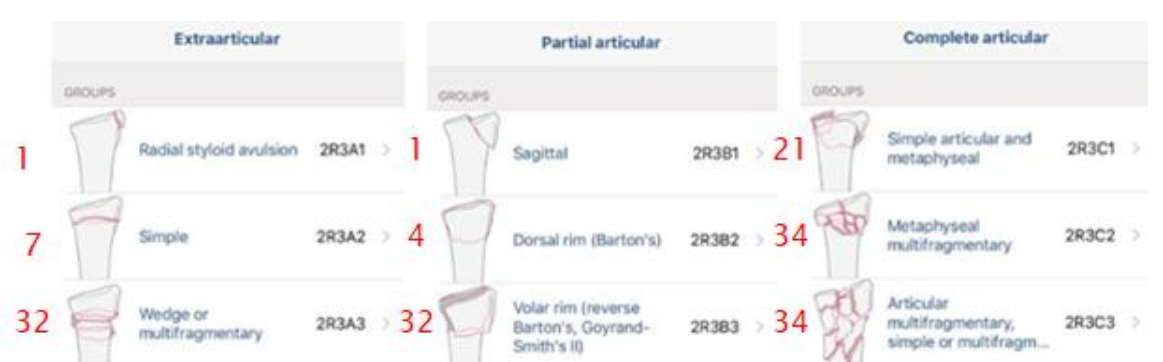 Extraarticular
GROUPS
1 Radial styloid avulsion 2R3A1 >
7 Simple 2R3A2 >
32 Wedge or
multifragmentary 2R3A3 >
Partial articular
GROUPS
1 Sagittal 2R3B1 >
4 Dorsal rim (Barton's) 2R3B2 >
32 Volar rim (reverse
Barton's, Goyrand-
Smith's II) 2R3B3 >
Complete articular
GROUPS
21 Simple articular and
metaphyseal 2R3C1 >
34 Metaphyseal
multifragmentary 2R3C2 >
34 Articular
multifragmentary,
simple or multifragm... 2R3C3 >